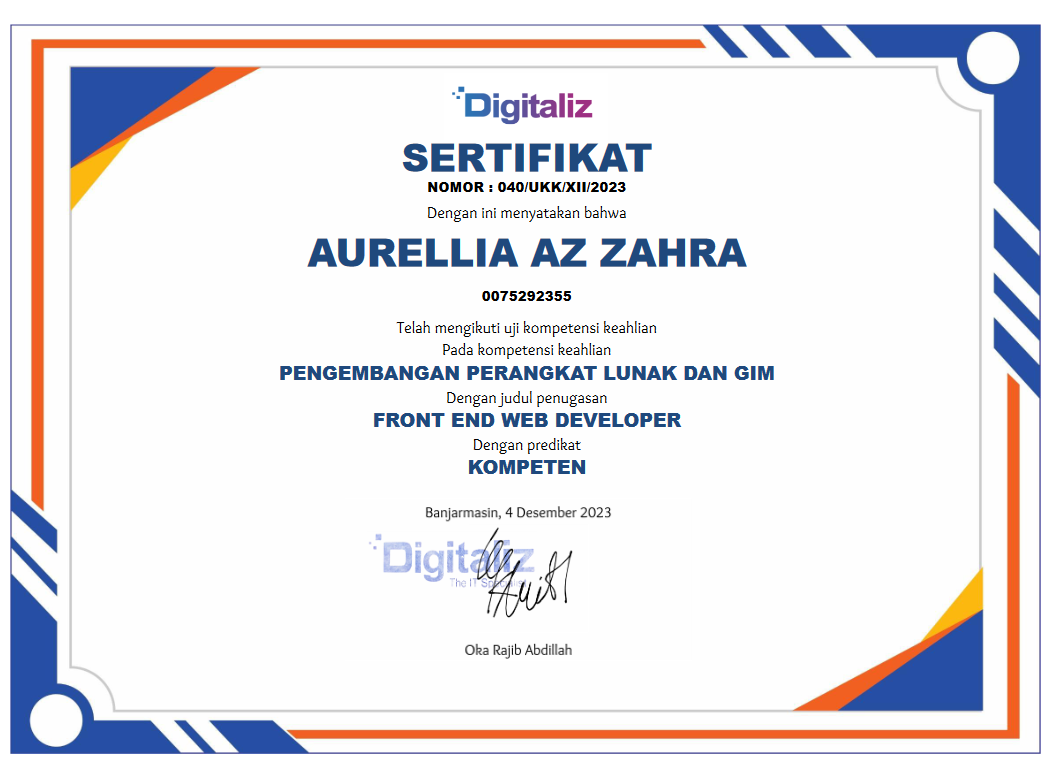 Digitaliz
SERTIFIKAT
NOMOR : 040/UKK/XII/2023
Dengan ini menyatakan bahwa
AURELLIA AZ ZAHRA
0075292355
Telah mengikuti uji kompetensi keahlian
Pada kompetensi keahlian
PENGEMBANGAN PERANGKAT LUNAK DAN GIM
Dengan judul penugasan
FRONT END WEB DEVELOPER
Dengan predikat
KOMPETEN
Banjarmasin, 4 Desember 2023
Digitaliz
The IT
Oka Rajib Abdillah